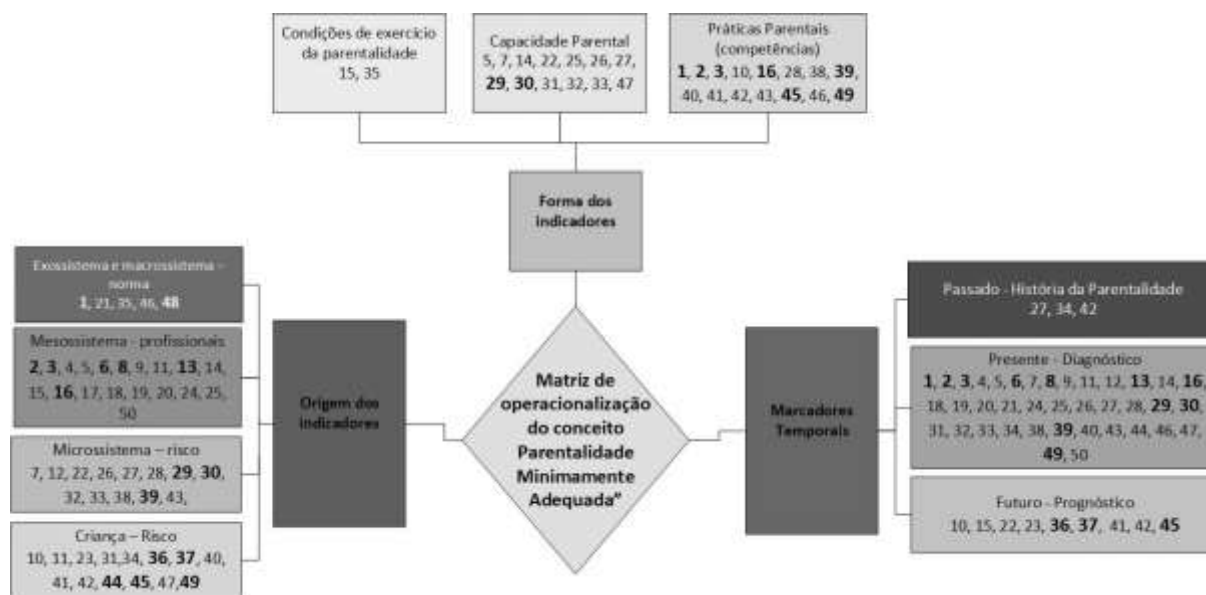 Condições de exercício
da parentalidade
15, 35
Capacidade Parental
5, 7, 14, 22, 25, 26, 27,
29, 30, 31, 32, 33, 47
Práticas Parentais
(competências)
1, 2, 3, 10, 16, 28, 38, 39,
40, 41, 42, 43, 45, 46, 49
Forma dos
indicadores
Exossistema e macrossistema –
norma
1, 21, 35, 46, 48
Mesossistema - profissionais
2, 3, 4, 5, 6, 8, 9, 11, 13, 14,
15, 16, 17, 18, 19, 20, 24, 25,
50
Microssistema – risco
7, 12, 22, 26, 27, 28, 29, 30,
32, 33, 38, 39, 43,
Criança – Risco
10, 11, 23, 31,34, 36, 37, 40,
41, 42, 44, 45, 47,49
Origem dos
indicadores
Matriz de
operacionalização
do conceito
Parentalidade
Minimamente
Adequada”
Marcadores
Temporais
Passado - História da Parentalidade
27, 34, 42
Presente - Diagnóstico
1, 2, 3, 4, 5, 6, 7, 8, 9, 11, 12, 13, 14, 16,
18, 19, 20, 21, 24, 25, 26, 27, 28, 29, 30,
31, 32, 33, 34, 38, 39, 40, 43, 44, 46, 47,
49, 50
Futuro - Prognóstico
10, 15, 22, 23, 36, 37, 41, 42, 45